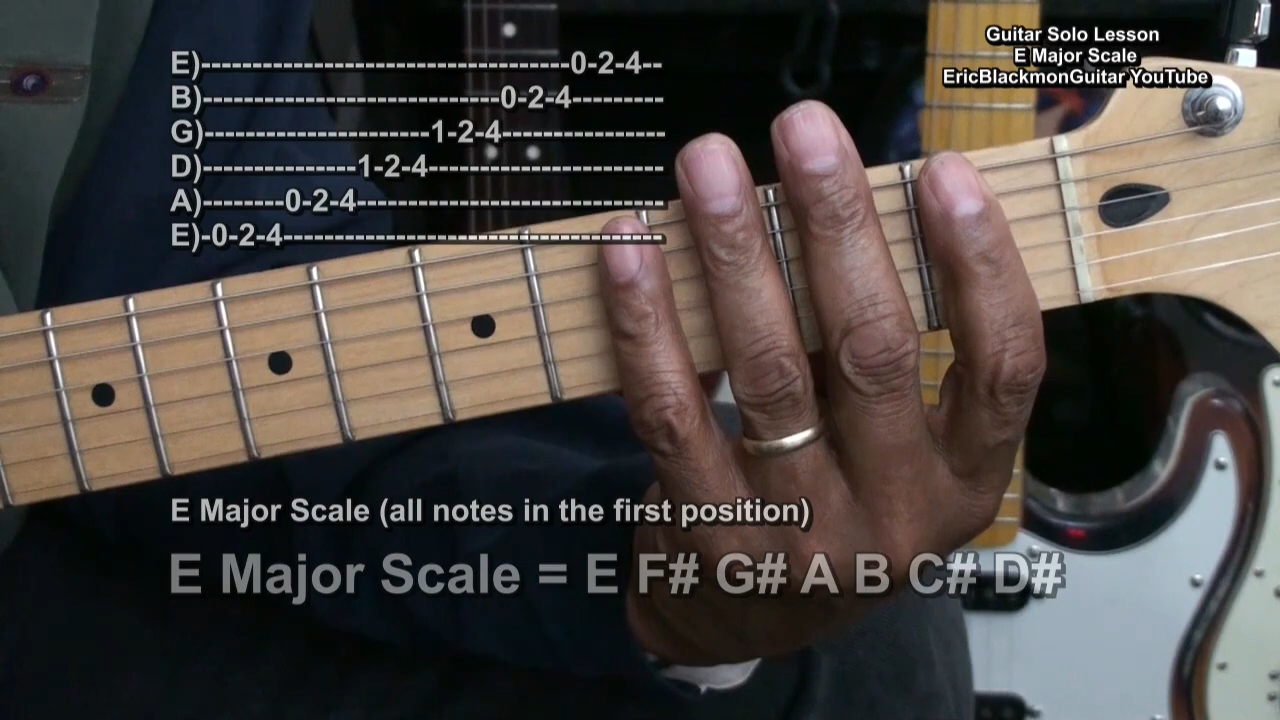 Guitar Solo Lesson
E Major Scale
EricBlackmonGuitar YouTube
E)-------------------------------------------0-2-4--
B)-----------------------------------0-2-4-----------
G)---------------------------1-2-4-------------------
D)------------------1-2-4----------------------------
A)---------0-2-4------------------------------------
E)-0-2-4--------------------------------------------
E Major Scale (all notes in the first position)
E Major Scale = E F# G# A B C# D#